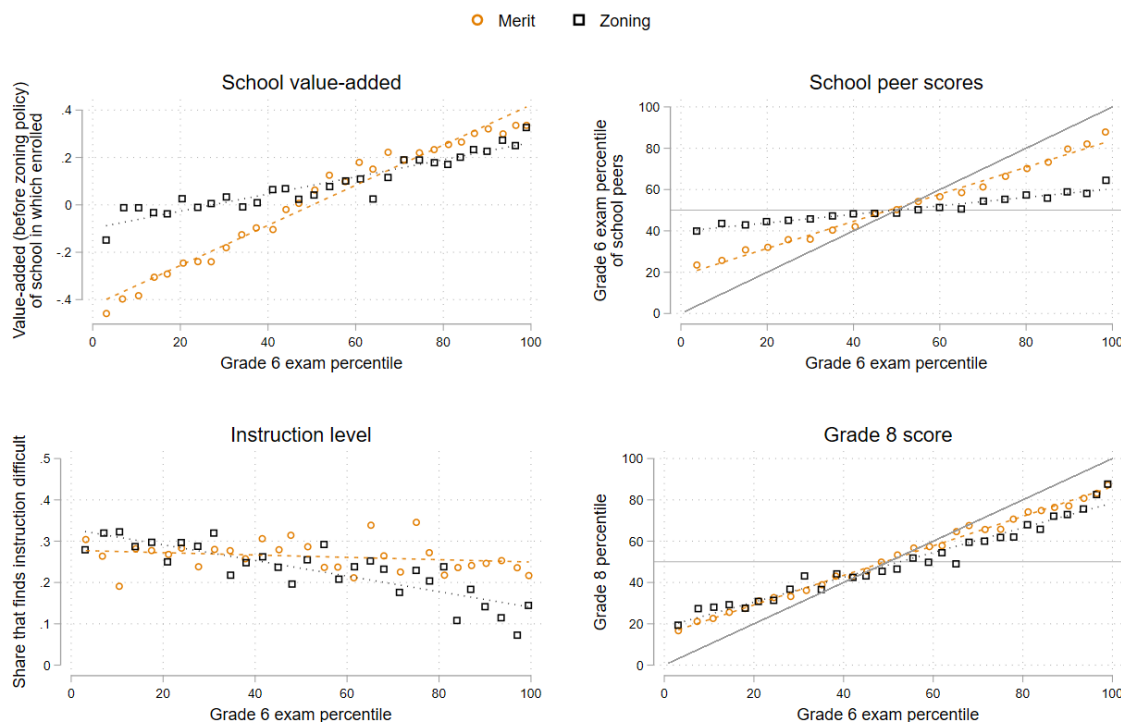 Merit
Zoning
School value-added
Value-added (before zoning policy)
of school in which enrolled
.4
.2
0
-.2
-.4
0 20 40 60 80 100
Grade 6 exam percentile
School peer scores
Grade 6 exam percentile
of school peers
100
80
60
40
20
0
0 20 40 60 80 100
Grade 6 exam percentile
Instruction level
Share that finds instruction difficult
.5
.4
.3
.2
.1
0
0 20 40 60 80 100
Grade 6 exam percentile
Grade 8 score
Grade 8 percentile
100
80
60
40
20
0
0 20 40 60 80 100
Grade 6 exam percentile